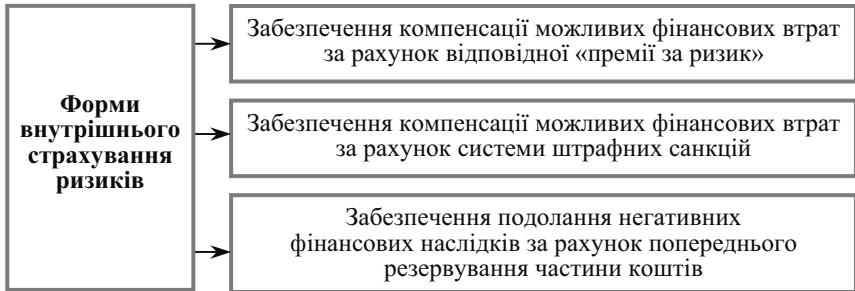 Форми
внутрішнього
страхування
ризиків
Забезпечення компенсації можливих фінансових втрат
за рахунок відповідної «премії за ризик»
Забезпечення компенсації можливих фінансових втрат
за рахунок системи штрафних санкцій
Забезпечення подолання негативних
фінансових наслідків за рахунок попереднього
резервування частини коштів